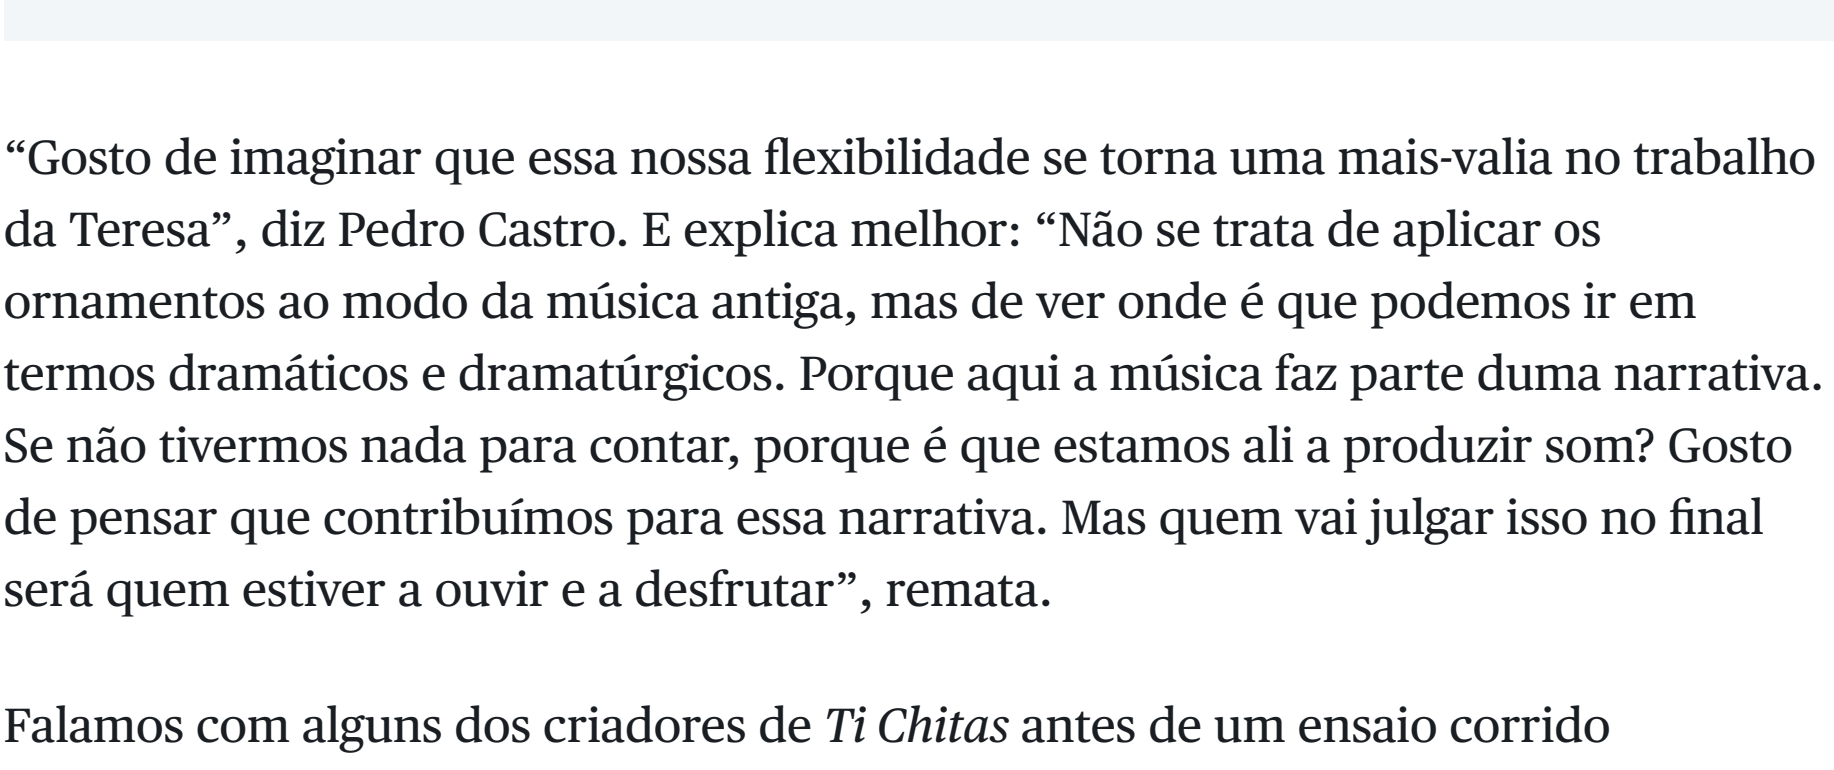 “Gosto de imaginar que essa nossa flexibilidade se torna uma mais-valia no trabalho
da Teresa”, diz Pedro Castro. E explica melhor: “Não se trata de aplicar os
ornamentos ao modo da música antiga, mas de ver onde é que podemos ir em
termos dramáticos e dramatúrgicos. Porque aqui a música faz parte duma narrativa.
Se não tivermos nada para contar, porque é que estamos ali a produzir som? Gosto
de pensar que contribuímos para essa narrativa. Mas quem vai julgar isso no final
será quem estiver a ouvir e a desfrutar”, remata.
Falamos com alguns dos criadores de Ti Chitas antes de um ensaio corrido